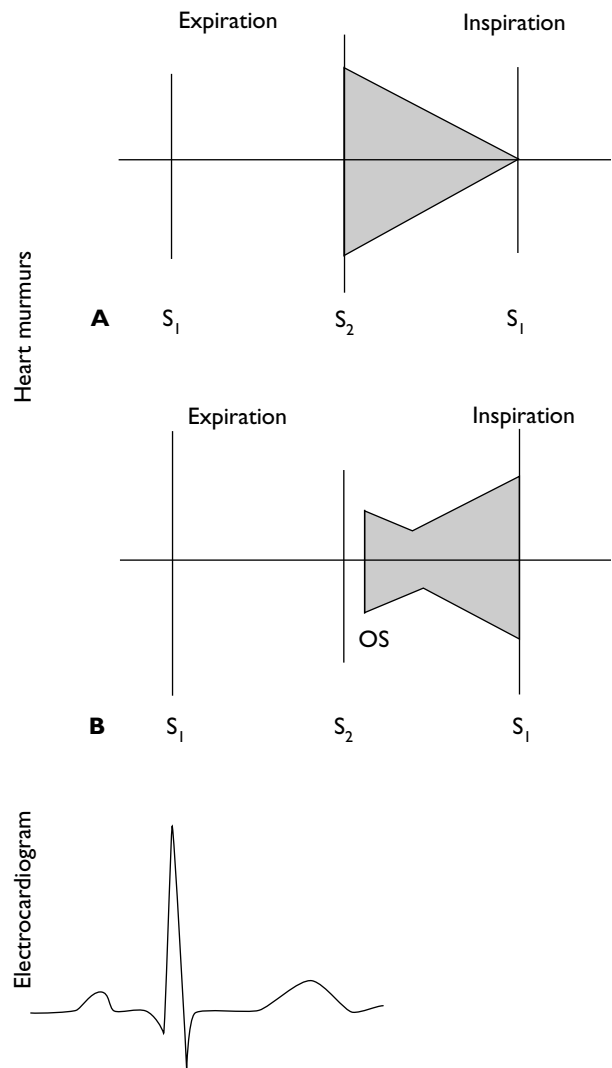 Expiration Inspiration
Heart murmurs
A S₁ S₂ S₁
Expiration Inspiration
OS
B S₁ S₂ S₁
Electrocardiogram